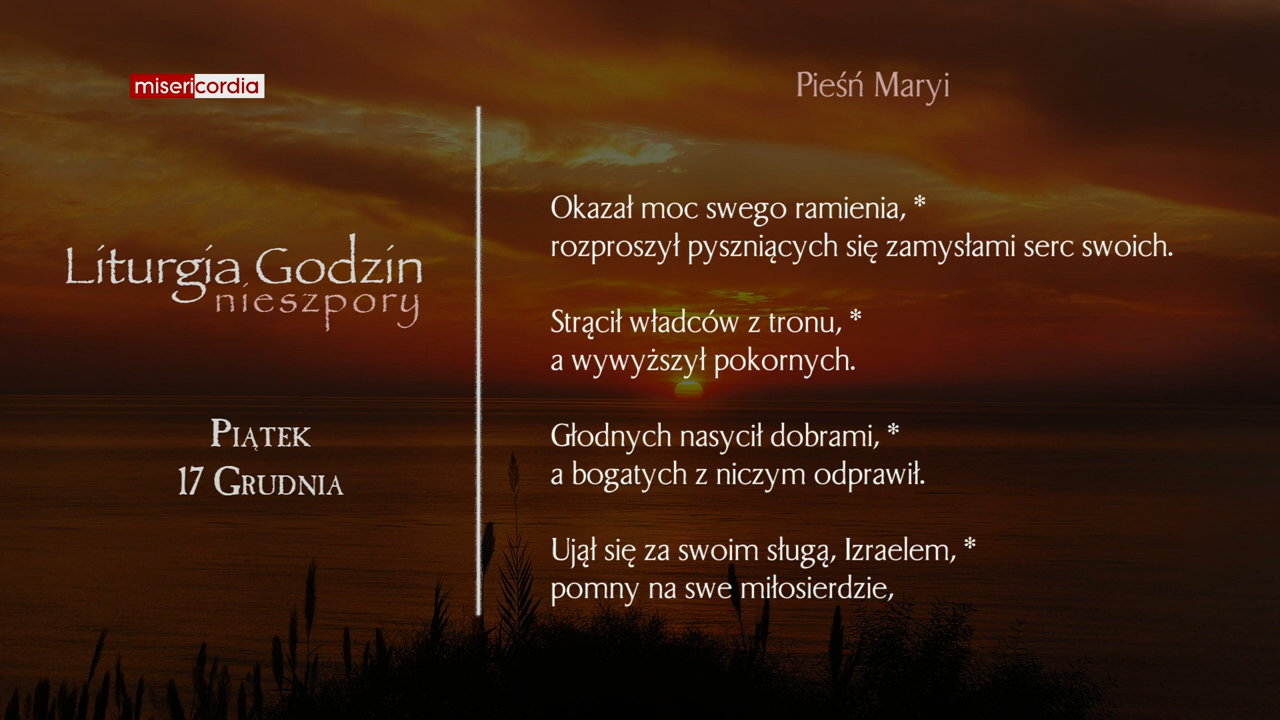 misericordia
Liturgia Godzin
nieszpory
Piątek
17 Grudnia
Pieśń Maryi
Okazał moc swego ramienia, *
rozproszył pyszniących się zamysłami serc swoich.
Strącił władców z tronu, *
a wywyższył pokornych.
Głodnych nasycił dobrami, *
a bogatych z niczym odprawił.
Ujął się za swoim sługą, Izraelem, *
pomny na swe miłosierdzie,